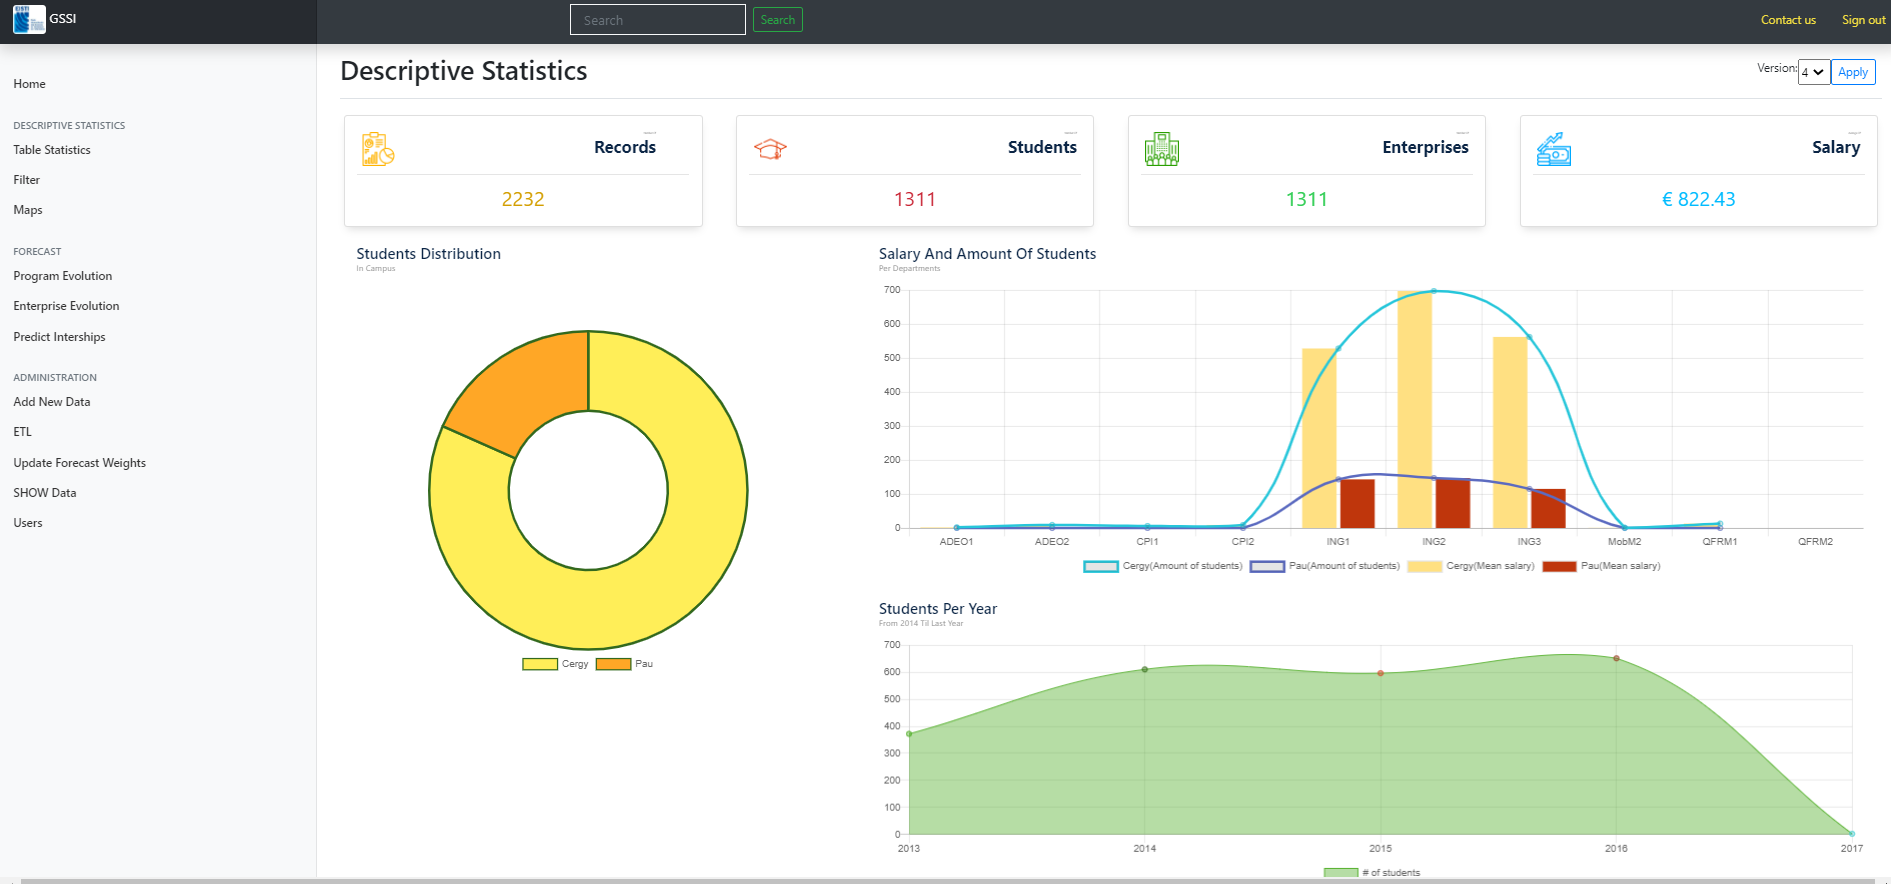 GSSI
Search
Search
Contact us
Sign out
Home
DESCRIPTIVE STATISTICS
Table Statistics
Filter
Maps
FORECAST
Program Evolution
Enterprise Evolution
Predict Interships
ADMINISTRATION
Add New Data
ETL
Update Forecast Weights
SHOW Data
Users
Descriptive Statistics
Version: 4 Apply
Records
2232
Students
1311
Enterprises
1311
Salary
€ 822.43
Students Distribution
In Campus
Cergy Pau
Salary And Amount Of Students
Per Departments
700
600
500
400
300
200
100
0
ADEO1 ADEO2 CPI1 CPI2 ING1 ING2 ING3 MobM2 QFRM1 QFRM2
Cergy(Amount of students) Pau(Amount of students) Cergy(Mean salary) Pau(Mean salary)
Students Per Year
From 2014 Til Last Year
700
600
500
400
300
200
100
0
2013 2014 2015 2016 2017
# of students